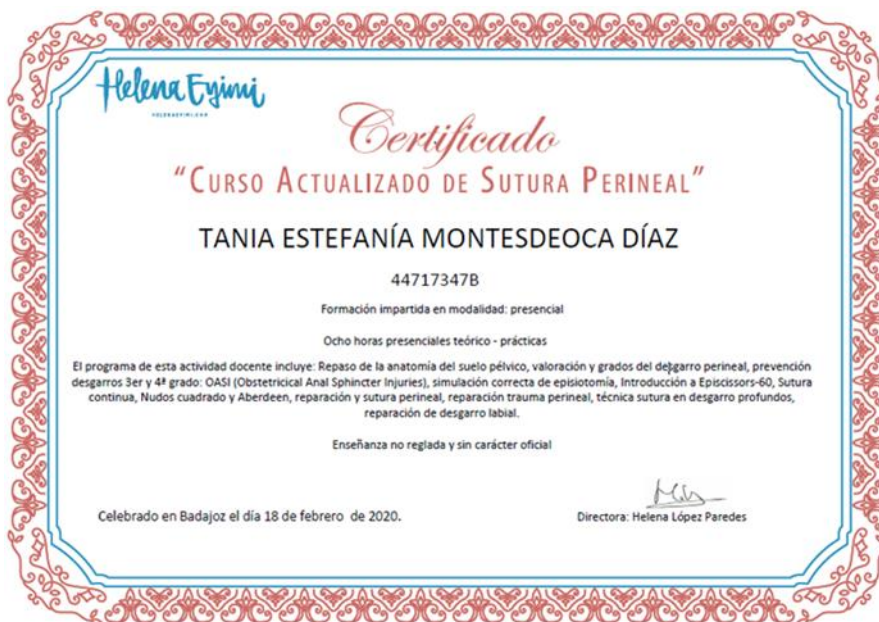 Helena Eyimi
HELENAEYIMI.COM
Certificado
“CURSO ACTUALIZADO DE SUTURA PERINEAL”
TANIA ESTEFANÍA MONTESDEOCA DÍAZ
44717347B
Formación impartida en modalidad: presencial
Ocho horas presenciales teórico - prácticas
El programa de esta actividad docente incluye: Repaso de la anatomía del suelo pélvico, valoración y grados del desgarro perineal, prevención
desgarros 3er y 4ª grado: OASI (Obstetricical Anal Sphincter Injuries), simulación correcta de episiotomía, Introducción a Episcissors-60, Sutura
continua, Nudos cuadrado y Aberdeen, reparación y sutura perineal, reparación trauma perineal, técnica sutura en desgarro profundos,
reparación de desgarro labial.
Enseñanza no reglada y sin carácter oficial
Celebrado en Badajoz el día 18 de febrero de 2020.
Directora: Helena López Paredes